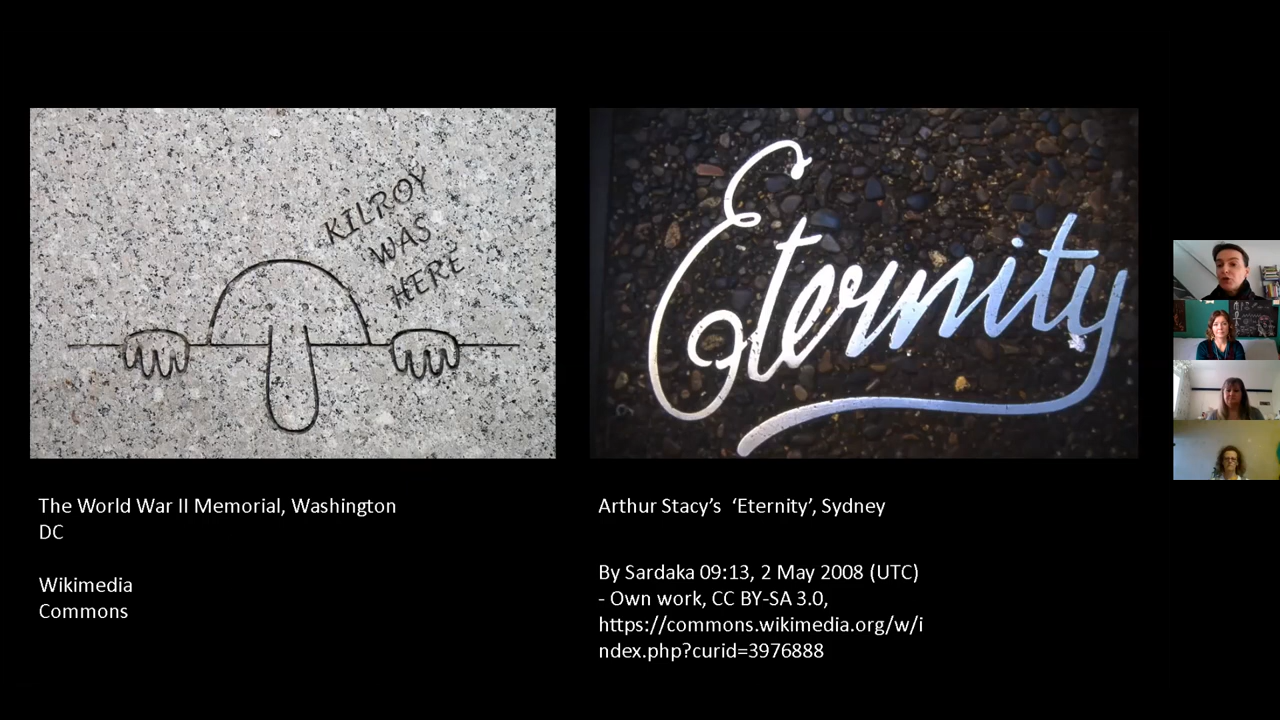 KILROY
WAS
HERE
Eternity
The World War II Memorial, Washington
DC
Wikimedia
Commons
Arthur Stacy’s ‘Eternity’, Sydney
By Sardaka 09:13, 2 May 2008 (UTC)
- Own work, CC BY-SA 3.0,
https://commons.wikimedia.org/w/i
ndex.php?curid=3976888